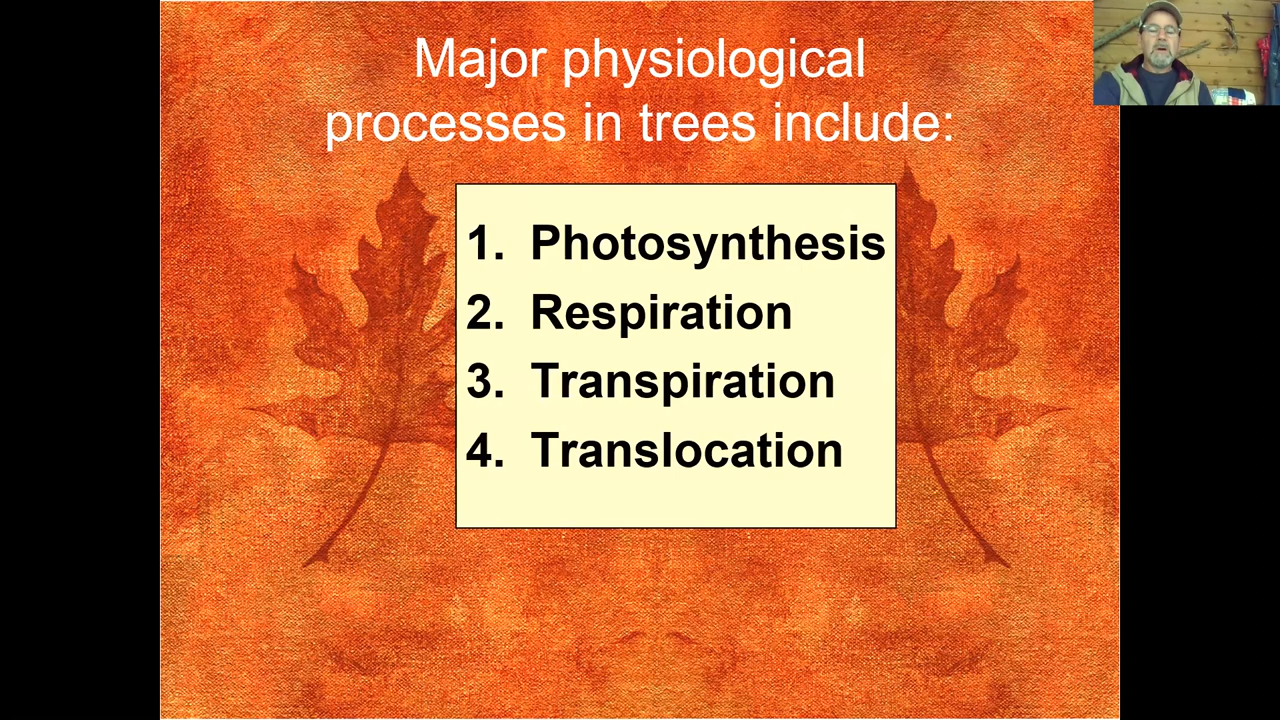 Major physiological
processes in trees include:
1. Photosynthesis
2. Respiration
3. Transpiration
4. Translocation